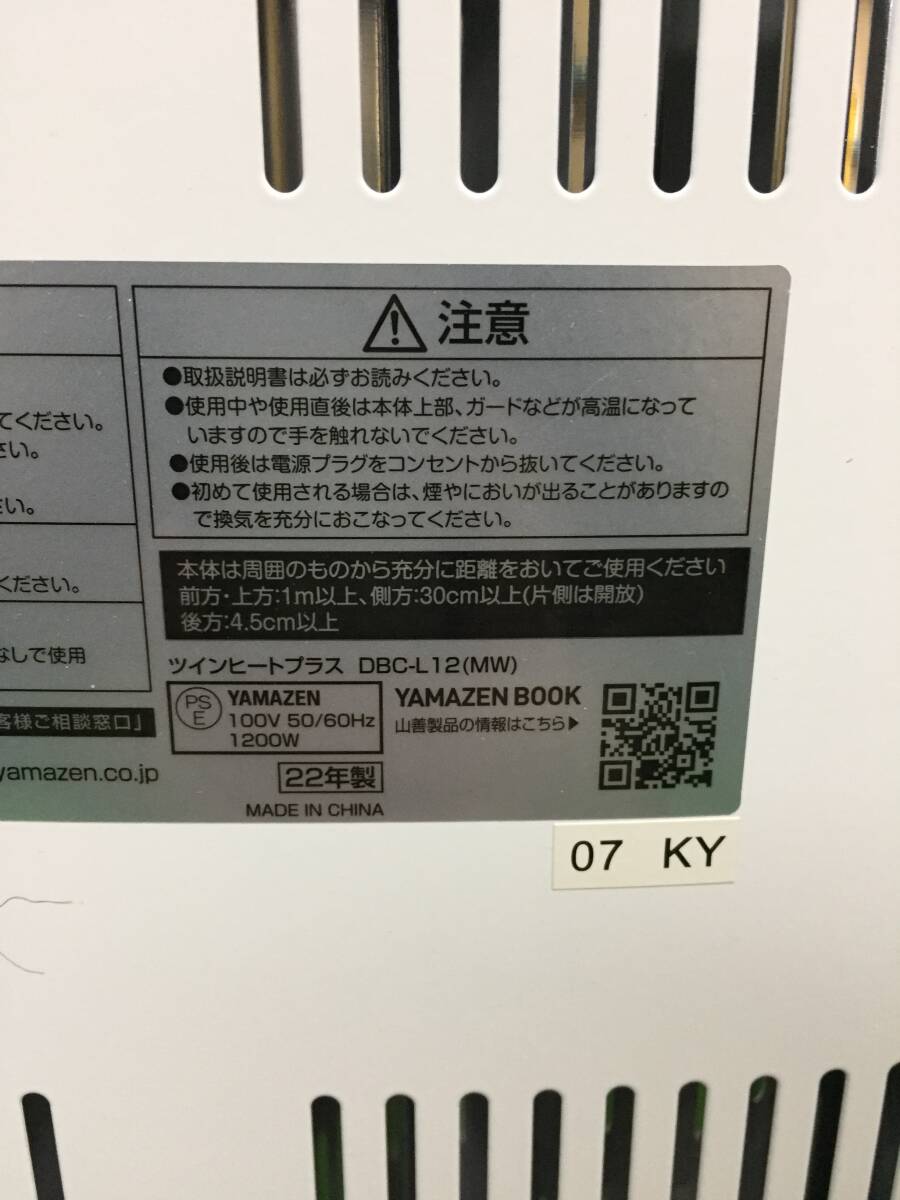 注意
●取扱説明書は必ずお読みください。
●使用中や使用直後は本体上部、ガードなどが高温になって
いますので手を触れないでください。
●使用後は電源プラグをコンセントから抜いてください。
●初めて使用される場合は、煙やにおいが出ることがありますの
で換気を充分におこなってください。
本体は周囲のものから充分に距離をおいてご使用ください
前方・上方:1m以上、側方:30cm以上(片側は開放)
後方:4.5cm以上
ツインヒートプラス DBC-L12(MW)
PS
E
YAMAZEN
100V 50/60Hz
1200W
YAMAZEN BOOK
山善製品の情報はこちら▶
22年製
MADE IN CHINA
てください。
さい。
さい。
ください。
なしで使用
客様ご相談窓口」
yamazen.co.jp
07 KY